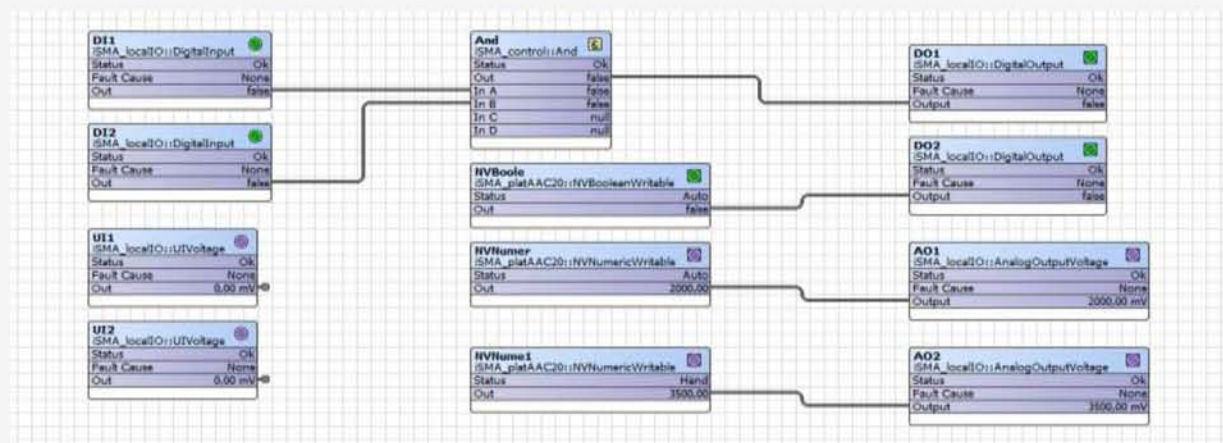 DI1
iSMA_localIO::DigitalInput
Status Ok
Fault Cause None
Out false
DI2
iSMA_localIO::DigitalInput
Status Ok
Fault Cause None
Out false
UI1
iSMA_localIO::UIVoltage
Status Ok
Fault Cause None
Out 0.00 mV
UI2
iSMA_localIO::UIVoltage
Status Ok
Fault Cause None
Out 0.00 mV
And
iSMA_control::And
Status Ok
Out false
In A false
In B false
In C null
In D null
NVBoole
iSMA_platAAC20::NVBooleanWritable
Status Auto
Out false
NVNumer
iSMA_platAAC20::NVNumericWritable
Status Auto
Out 2000.00
NVNume1
iSMA_platAAC20::NVNumericWritable
Status Hand
Out 3500.00
DO1
iSMA_localIO::DigitalOutput
Status Ok
Fault Cause None
Output false
DO2
iSMA_localIO::DigitalOutput
Status Ok
Fault Cause None
Output false
AO1
iSMA_localIO::AnalogOutputVoltage
Status Ok
Fault Cause None
Output 2000.00 mV
AO2
iSMA_localIO::AnalogOutputVoltage
Status Ok
Fault Cause None
Output 3500.00 mV